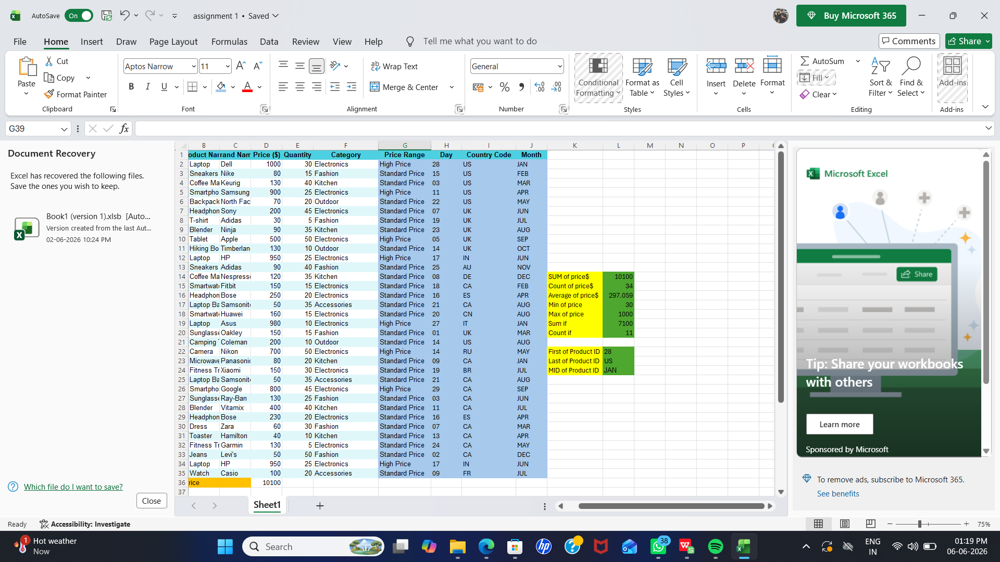 AutoSave On assignment 1 • Saved Buy Microsoft 365
File Home Insert Draw Page Layout Formulas Data Review View Help Tell me what you want to do Comments Share
Paste Cut Copy Format Painter
Aptos Narrow 11
B I U A
Wrap Text
Merge & Center
General
% , .00
Conditional Formatting Format as Table Cell Styles
Insert Delete Format
AutoSum Fill Clear
Sort & Filter Find & Select
Add-ins
Clipboard Font Alignment Number Styles Cells Editing Add-ins
G39 fx
Document Recovery
Excel has recovered the following files.
Save the ones you wish to keep.
Book1 (version 1).xlsb [Auto...
Version created from the last Aut...
02-06-2026 10:24 PM
Which file do I want to save?
Close
B C D E F G H I J K L M N O P
1 oduct Nar rand Nam Price ($) Quantity Category Price Range Day Country Code Month
2 Laptop Dell 1000 30 Electronics High Price 28 US JAN
3 Sneakers Nike 80 15 Fashion Standard Price 15 US FEB
4 Coffee Ma Keurig 130 40 Kitchen Standard Price 03 US MAR
5 Smartpho Samsung 900 25 Electronics High Price 11 US APR
6 Backpack North Fac 70 20 Outdoor Standard Price 22 US MAY
7 Headphon Sony 200 45 Electronics Standard Price 07 UK JUN
8 T-shirt Adidas 30 5 Fashion Standard Price 19 UK JUL
9 Blender Ninja 90 35 Kitchen Standard Price 23 UK AUG
10 Tablet Apple 500 50 Electronics High Price 05 UK SEP
11 Hiking Bo Timberlan 130 10 Outdoor Standard Price 14 UK OCT
12 Laptop HP 950 25 Electronics High Price 17 IN JUN
13 Sneakers Adidas 90 40 Fashion Standard Price 25 AU NOV
14 Coffee Ma Nespress 120 35 Kitchen Standard Price 08 DE DEC SUM of price$ 10100
15 Smartwat Fitbit 150 15 Electronics Standard Price 18 CA FEB Count of price$ 34
16 Headphon Bose 250 20 Electronics Standard Price 16 ES APR Average of price$ 297.059
17 Laptop Ba Samsonit 50 35 Accessories Standard Price 21 CA AUG Min of price 30
18 Smartwat Huawei 160 15 Electronics Standard Price 20 CN AUG Max of price 1000
19 Laptop Asus 980 10 Electronics High Price 27 IT JAN Sum if 7100
20 Sunglasse Oakley 150 15 Fashion Standard Price 01 UK MAR Count if 11
21 Camping Coleman 200 10 Outdoor Standard Price 14 US AUG
22 Camera Nikon 700 50 Electronics High Price 14 RU MAY First of Product ID 28
23 Microwave Panasonic 80 20 Kitchen Standard Price 09 CA JAN Last of Product ID US
24 Fitness Tr Xiaomi 150 30 Electronics Standard Price 19 BR JUL MID of Product ID JAN
25 Laptop Ba Samsonit 50 35 Accessories Standard Price 21 CA AUG
26 Smartpho Google 800 45 Electronics High Price 29 CA SEP
27 Sunglasse Ray-Ban 130 25 Fashion Standard Price 03 CA JUN
28 Blender Vitamix 400 40 Kitchen Standard Price 11 CA JUL
29 Headphon Bose 230 20 Electronics Standard Price 16 ES APR
30 Dress Zara 60 30 Fashion Standard Price 07 CA MAR
31 Toaster Hamilton 40 10 Kitchen Standard Price 13 CA APR
32 Fitness Tr Garmin 130 5 Electronics Standard Price 24 CA MAY
33 Jeans Levi's 50 50 Fashion Standard Price 02 CA DEC
34 Laptop HP 950 25 Electronics High Price 17 IN JUN
35 Watch Casio 100 20 Accessories Standard Price 09 FR JUL
36 rice 10100
37
Sheet1
Microsoft Excel
Share
Tip: Share your workbooks
with others
Learn more
Sponsored by Microsoft
To remove ads, subscribe to Microsoft 365.
See benefits
Ready Accessibility: Investigate 75%
1 Hot weather
Now
Search
hp
38
ENG
IN
01:19 PM
06-06-2026